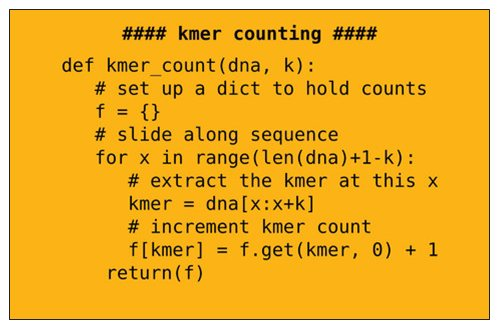 #### kmer counting ####
def kmer_count(dna, k):
   # set up a dict to hold counts
   f = {}
   # slide along sequence
   for x in range(len(dna)+1-k):
      # extract the kmer at this x
      kmer = dna[x:x+k]
      # increment kmer count
      f[kmer] = f.get(kmer, 0) + 1
    return(f)